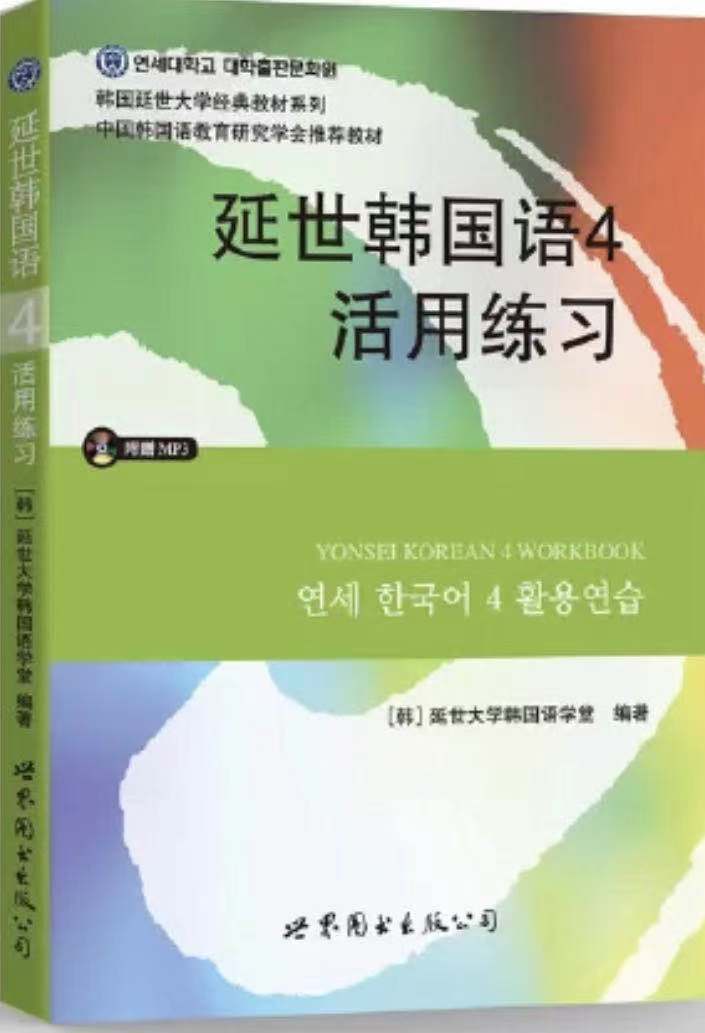 연세대학교 대학출판문화원
韩国延世大学经典教材系列
中国韩国语教育研究学会推荐教材
延世韩国语4
活用练习
附赠MP3
YONSEI KOREAN 4 WORKBOOK
연세 한국어 4 활용연습
[韩]延世大学韩国语学堂 编著
世界图书出版公司
延世韩国语
4
活用练习
[韩]延世大学韩国语学堂 编著
世界图书出版公司